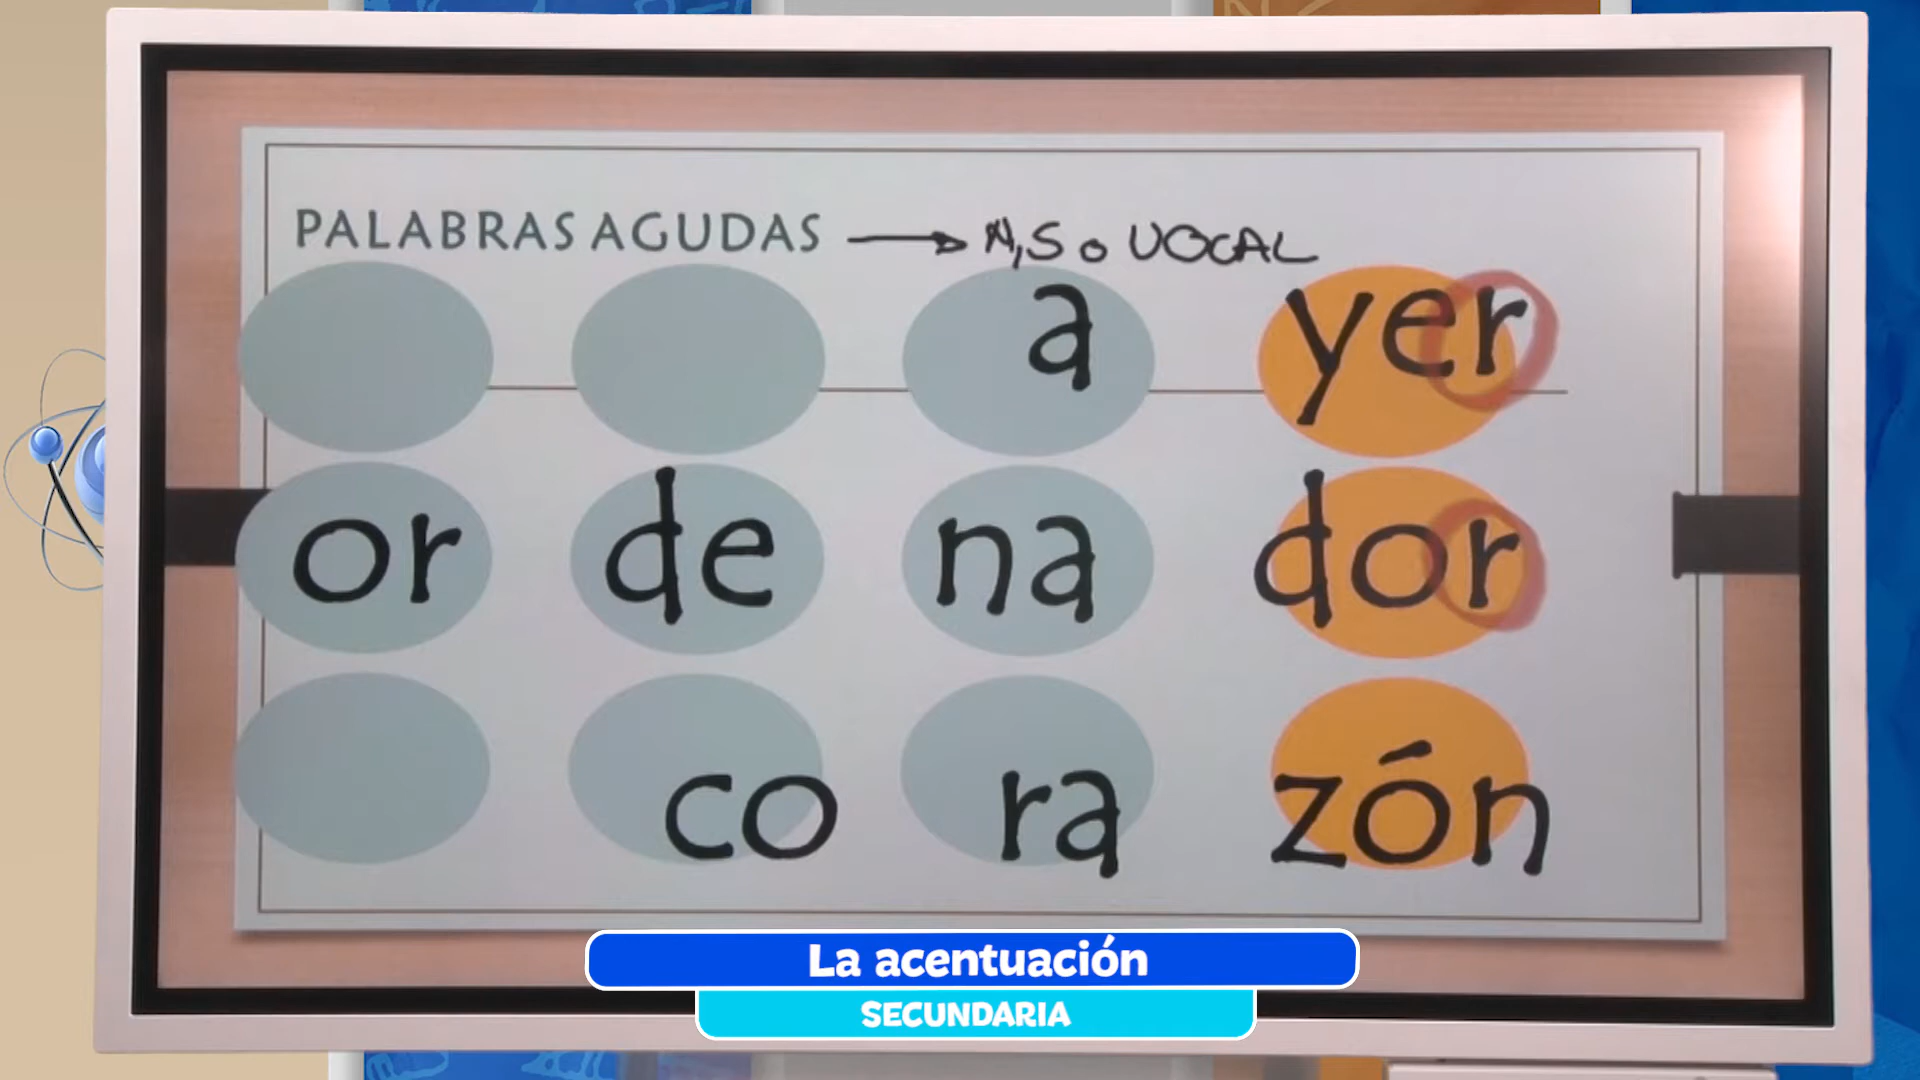 PALABRAS AGUDAS → N, S o VOCAL
a yer
or de na dor
co ra zón
La acentuación
SECUNDARIA